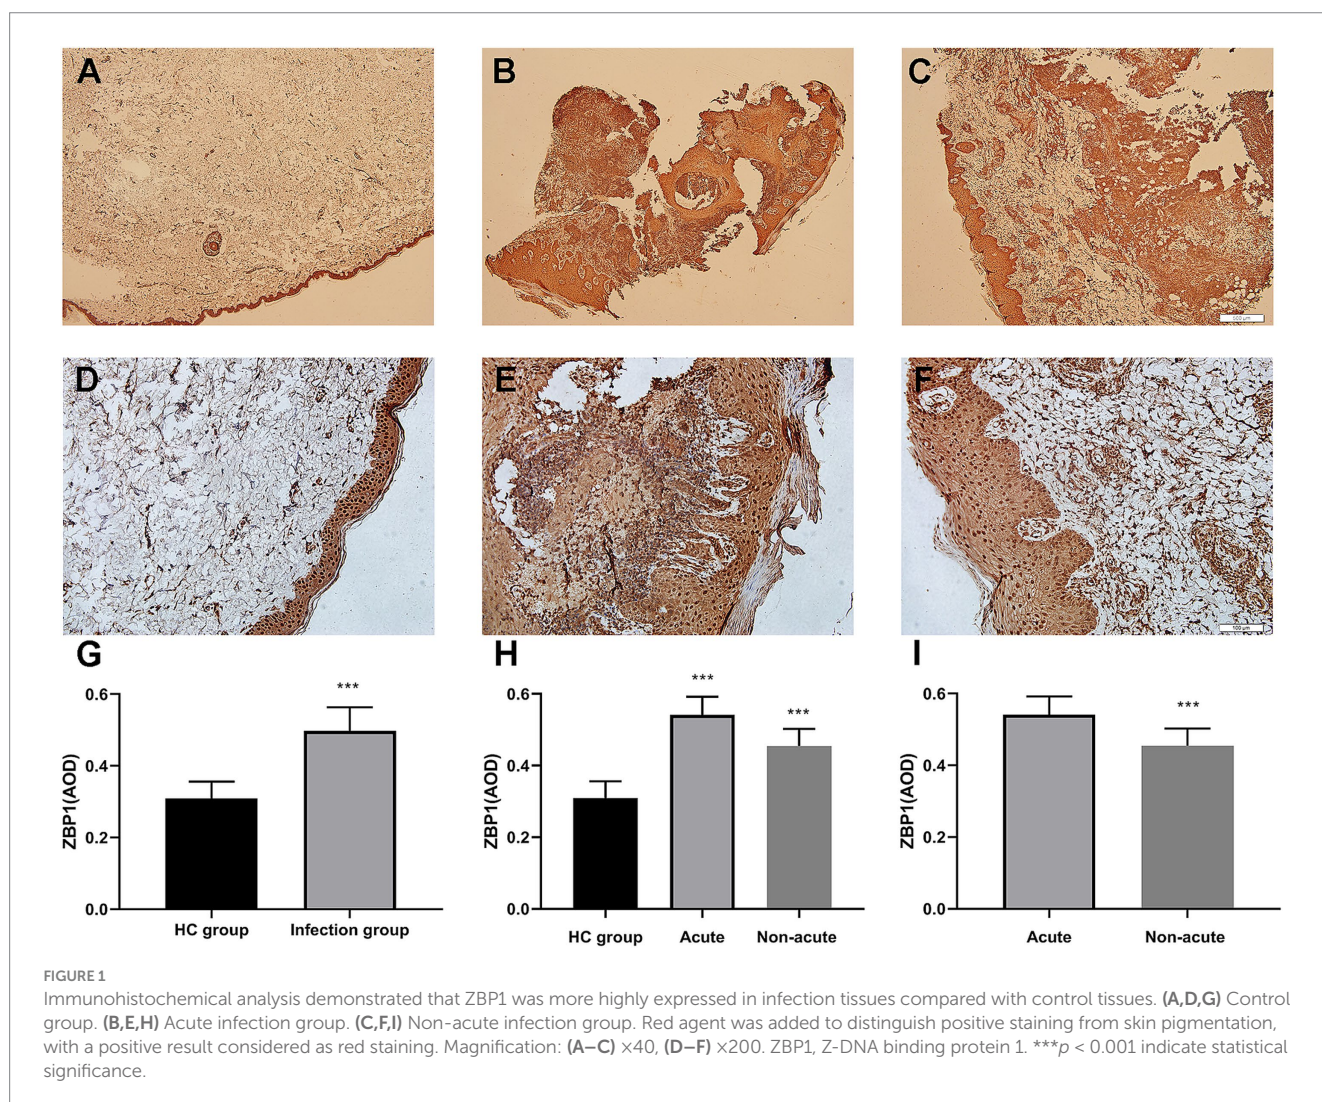 A
B
C
500 µm
D
E
F
100 µm
G
H
I
***
0.6
0.4
0.2
0.0
ZBP1(AOD)
HC group
Infection group
***
***
0.6
0.4
0.2
0.0
ZBP1(AOD)
HC group
Acute
Non-acute
***
0.6
0.4
0.2
0.0
ZBP1(AOD)
Acute
Non-acute
FIGURE 1
Immunohistochemical analysis demonstrated that ZBP1 was more highly expressed in infection tissues compared with control tissues. (A,D,G) Control
group. (B,E,H) Acute infection group. (C,F,I) Non-acute infection group. Red agent was added to distinguish positive staining from skin pigmentation,
with a positive result considered as red staining. Magnification: (A–C) ×40, (D–F) ×200. ZBP1, Z-DNA binding protein 1. ***p < 0.001 indicate statistical
significance.